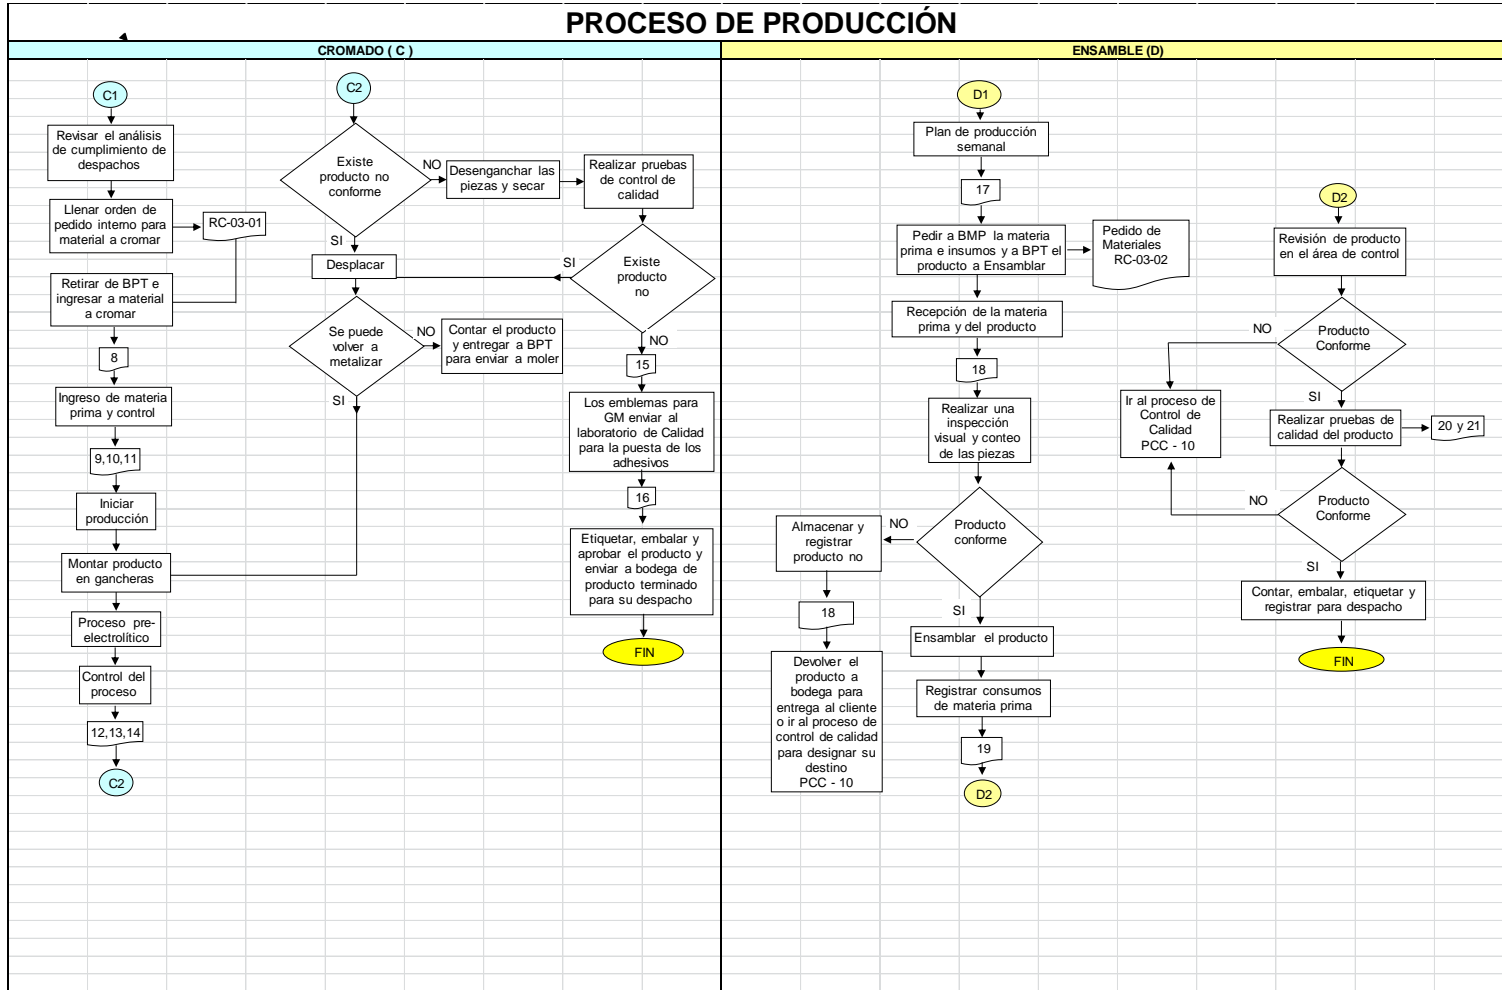 PROCESO DE PRODUCCIÓN
CROMADO ( C )
C1
Revisar el análisis
de cumplimiento de
despachos
Llenar orden de
pedido interno para
material a cromar
RC-03-01
Retirar de BPT e
ingresar a material
a cromar
8
Ingreso de materia
prima y control
9,10,11
Iniciar
producción
Montar producto
en gancheras
Proceso pre-
electrolítico
Control del
proceso
12,13,14
C2
C2
Existe
producto no
conforme
NO
Desenganchar las
piezas y secar
Realizar pruebas
de control de
calidad
SI
Desplacar
SI
Existe
producto
no
Se puede
volver a
metalizar
NO
Contar el producto
y entregar a BPT
para enviar a moler
SI
NO
15
Los emblemas para
GM enviar al
laboratorio de Calidad
para la puesta de los
adhesivos
16
Etiquetar, embalar y
aprobar el producto y
enviar a bodega de
producto terminado
para su despacho
FIN
ENSAMBLE (D)
D1
Plan de producción
semanal
17
Pedir a BMP la materia
prima e insumos y a BPT el
producto a Ensamblar
Pedido de
Materiales
RC-03-02
Recepción de la materia
prima y del producto
18
Realizar una
inspección
visual y conteo
de las piezas
Producto
conforme
NO
Almacenar y
registrar
producto no
18
Devolver el
producto a
bodega para
entrega al cliente
o ir al proceso de
control de calidad
para designar su
destino
PCC - 10
SI
Ensamblar el producto
Registrar consumos
de materia prima
19
D2
D2
Revisión de producto
en el área de control
Producto
Conforme
NO
Ir al proceso de
Control de
Calidad
PCC - 10
SI
Realizar pruebas de
calidad del producto
20 y 21
Producto
Conforme
NO
SI
Contar, embalar, etiquetar y
registrar para despacho
FIN